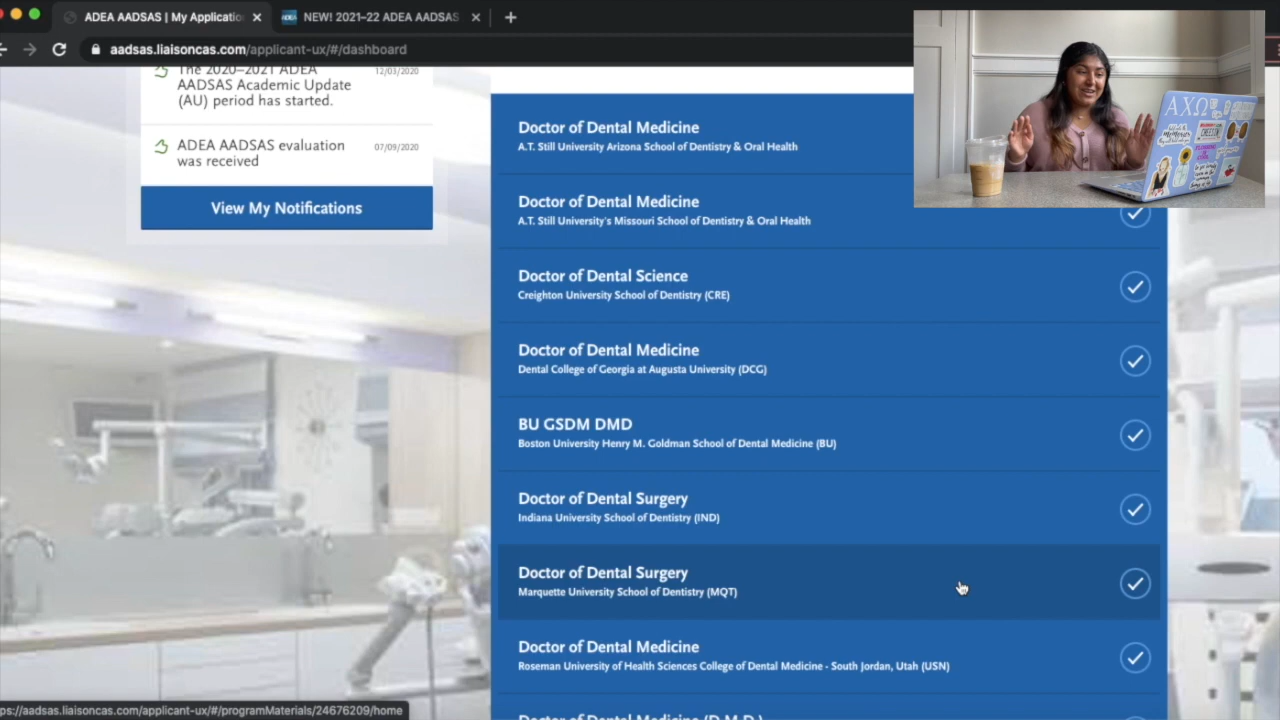 ADEA AADSAS | My Applicatio
NEW! 2021–22 ADEA AADSAS
aadsas.liaisoncas.com/applicant-ux/#/dashboard
The 2020–2021 ADEA
AADSAS Academic Update
(AU) period has started.
12/03/2020
ADEA AADSAS evaluation
was received
07/09/2020
View My Notifications
Doctor of Dental Medicine
A.T. Still University Arizona School of Dentistry & Oral Health
Doctor of Dental Medicine
A.T. Still University's Missouri School of Dentistry & Oral Health
Doctor of Dental Science
Creighton University School of Dentistry (CRE)
Doctor of Dental Medicine
Dental College of Georgia at Augusta University (DCG)
BU GSDM DMD
Boston University Henry M. Goldman School of Dental Medicine (BU)
Doctor of Dental Surgery
Indiana University School of Dentistry (IND)
Doctor of Dental Surgery
Marquette University School of Dentistry (MQT)
Doctor of Dental Medicine
Roseman University of Health Sciences College of Dental Medicine - South Jordan, Utah (USN)
Doctor of Dental Medicine (D.M.D.)
ps://aadsas.liaisoncas.com/applicant-ux/#/programMaterials/24676209/home
ΑΧΩ